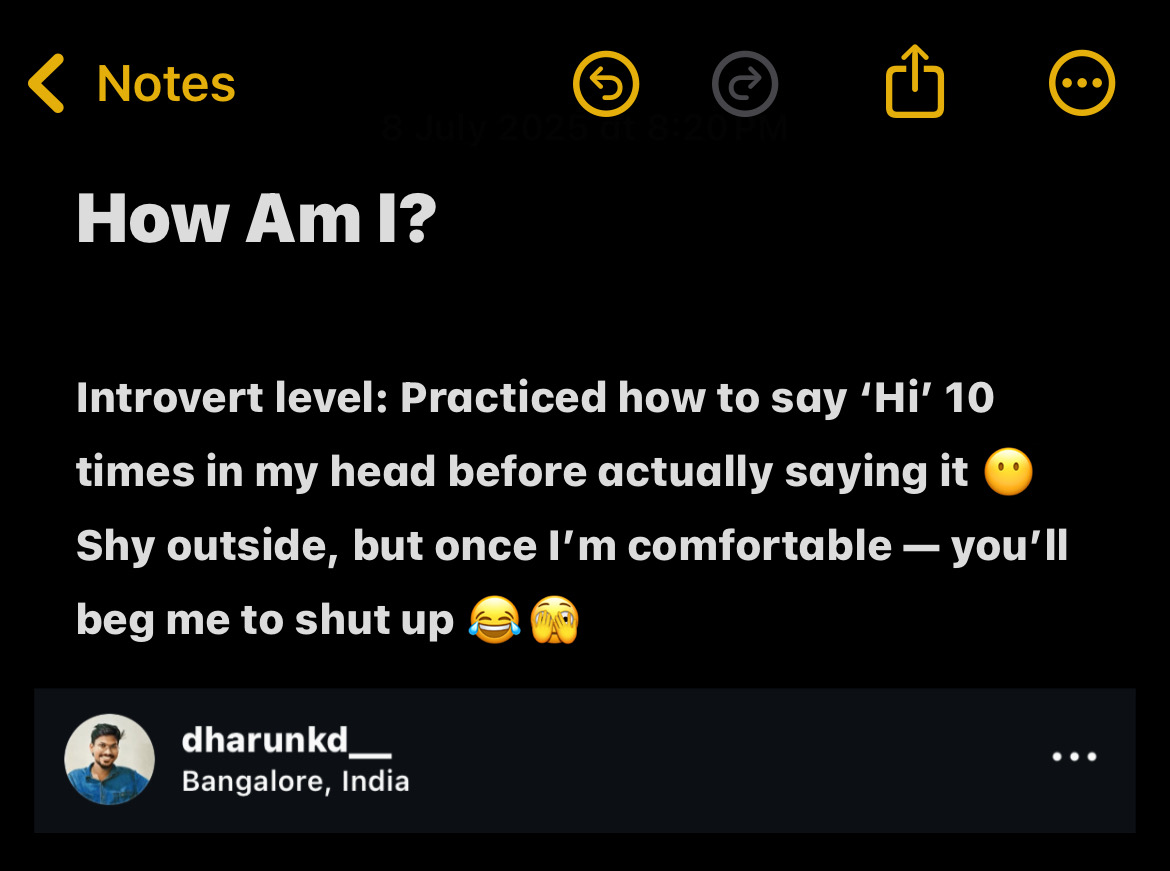 Notes
8 July 2025 at 8:20 PM
How Am I?
Introvert level: Practiced how to say ‘Hi’ 10
times in my head before actually saying it 😶
Shy outside, but once I’m comfortable — you’ll
beg me to shut up 😂🫣
dharunkd__
Bangalore, India